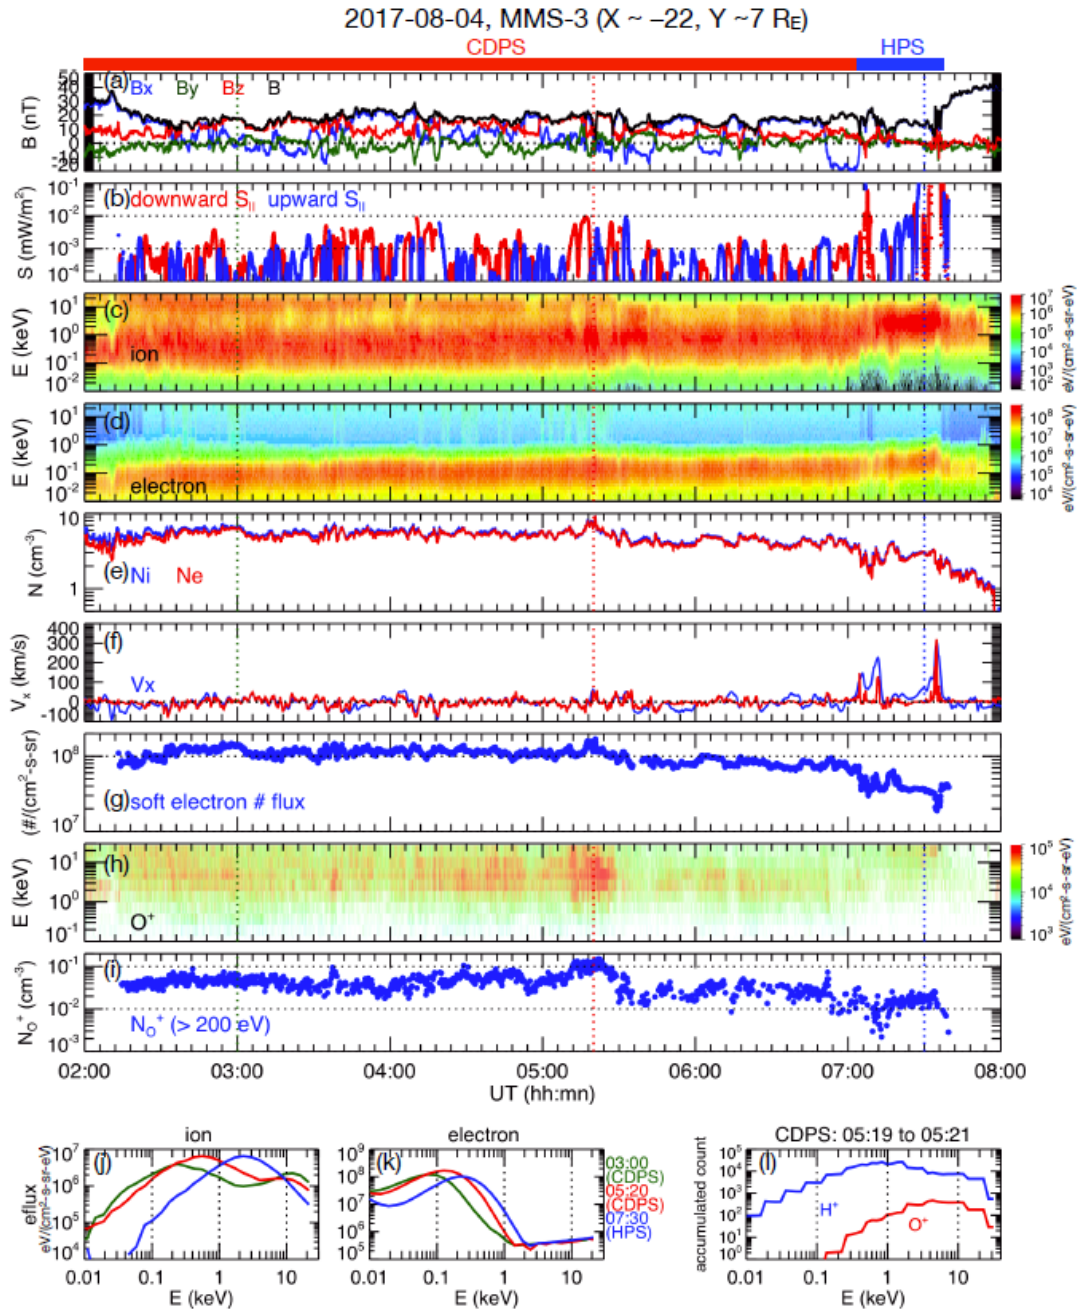 2017-08-04, MMS-3 (X ~ −22, Y ~7 RE)
CDPS HPS
(a) Bx By Bz B
B (nT)
50
40
30
20
10
0
-20
(b) downward S|| upward S||
S (mW/m²)
10⁻¹
10⁻²
10⁻³
10⁻⁴
(c)
ion
E (keV)
10¹
10⁰
10⁻¹
10⁻²
10⁷
10⁶
10⁵
10⁴
10³
10²
eV/(cm²-s-sr-eV)
(d)
electron
E (keV)
10¹
10⁰
10⁻¹
10⁻²
10⁸
10⁷
10⁶
10⁵
10⁴
eV/(cm²-s-sr-eV)
(e) Ni Ne
N (cm⁻³)
10
1
(f)
Vx
Vx (km/s)
400
300
200
100
0
-100
(g) soft electron # flux
(#/(cm²-s-sr)
10⁸
10⁷
(h)
O⁺
E (keV)
10¹
10⁰
10⁻¹
10⁵
10⁴
10³
eV/(cm²-s-sr-eV)
(i)
NO⁺ (> 200 eV)
NO⁺ (cm⁻³)
10⁻¹
10⁻²
10⁻³
02:00 03:00 04:00 05:00 06:00 07:00 08:00
UT (hh:mn)
ion
(j)
eflux
eV/(cm²-s-sr-eV)
10⁷
10⁶
10⁵
10⁴
0.01 0.1 1 10
E (keV)
electron
(k)
10⁹
10⁸
10⁷
10⁶
10⁵
0.01 0.1 1 10
E (keV)
03:00
(CDPS)
05:20
(CDPS)
07:30
(HPS)
CDPS: 05:19 to 05:21
(l)
H⁺
O⁺
accumulated count
10⁵
10⁴
10³
10²
10¹
10⁰
0.01 0.1 1 10
E (keV)